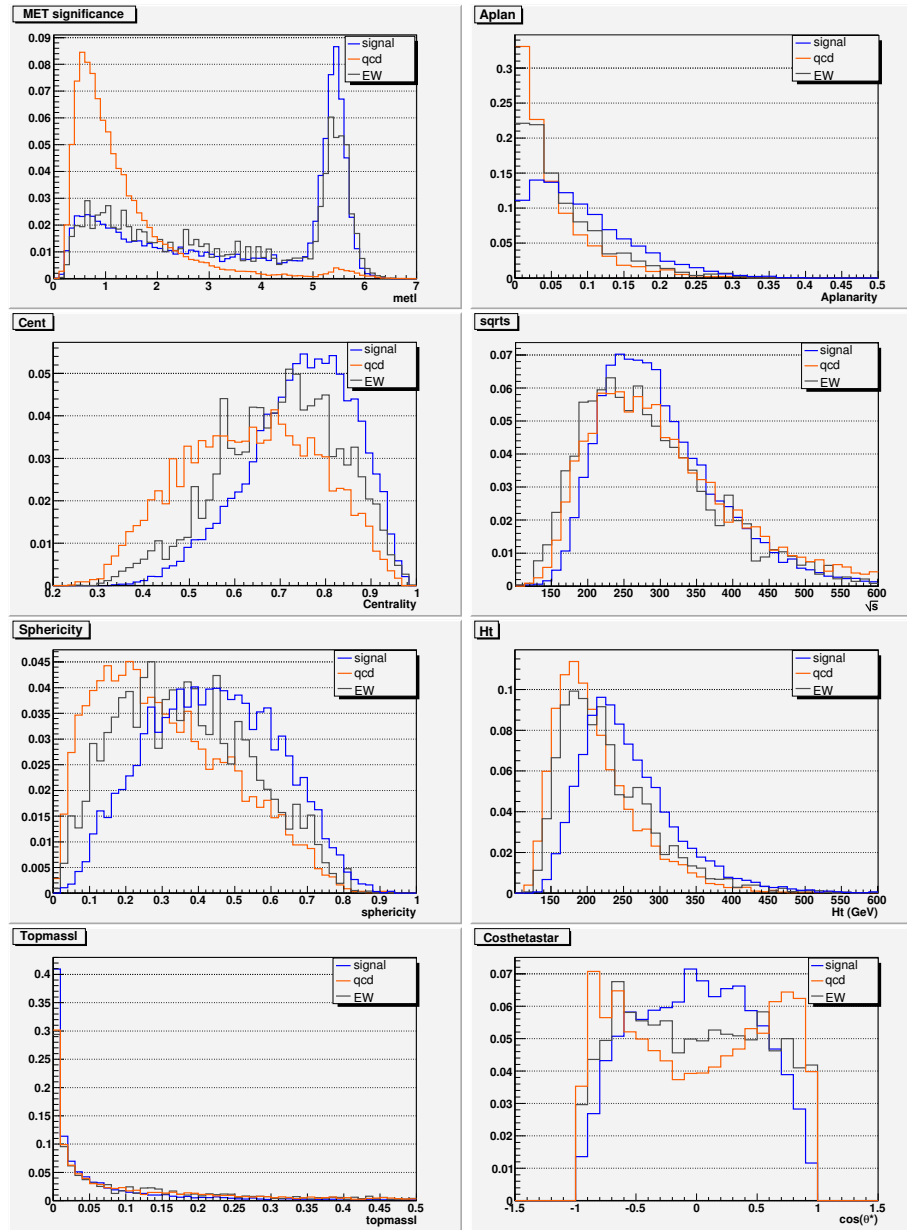 MET significance
signal
qcd
EW
0.09
0.08
0.07
0.06
0.05
0.04
0.03
0.02
0.01
0
0 1 2 3 4 5 6 7
metl
Aplan
signal
qcd
EW
0.3
0.25
0.2
0.15
0.1
0.05
0
0 0.05 0.1 0.15 0.2 0.25 0.3 0.35 0.4 0.45 0.5
Aplanarity
Cent
signal
qcd
EW
0.05
0.04
0.03
0.02
0.01
0
0.2 0.3 0.4 0.5 0.6 0.7 0.8 0.9 1
Centrality
sqrts
signal
qcd
EW
0.07
0.06
0.05
0.04
0.03
0.02
0.01
0
150 200 250 300 350 400 450 500 550 600
√s
Sphericity
signal
qcd
EW
0.045
0.04
0.035
0.03
0.025
0.02
0.015
0.01
0.005
0
0 0.1 0.2 0.3 0.4 0.5 0.6 0.7 0.8 0.9 1
sphericity
Ht
signal
qcd
EW
0.1
0.08
0.06
0.04
0.02
0
150 200 250 300 350 400 450 500 550 600
Ht (GeV)
Topmassl
signal
qcd
EW
0.4
0.35
0.3
0.25
0.2
0.15
0.1
0.05
0
0 0.05 0.1 0.15 0.2 0.25 0.3 0.35 0.4 0.45 0.5
topmassl
Costhetastar
signal
qcd
EW
0.07
0.06
0.05
0.04
0.03
0.02
0.01
0
-1.5 -1 -0.5 0 0.5 1 1.5
cos(θ*)